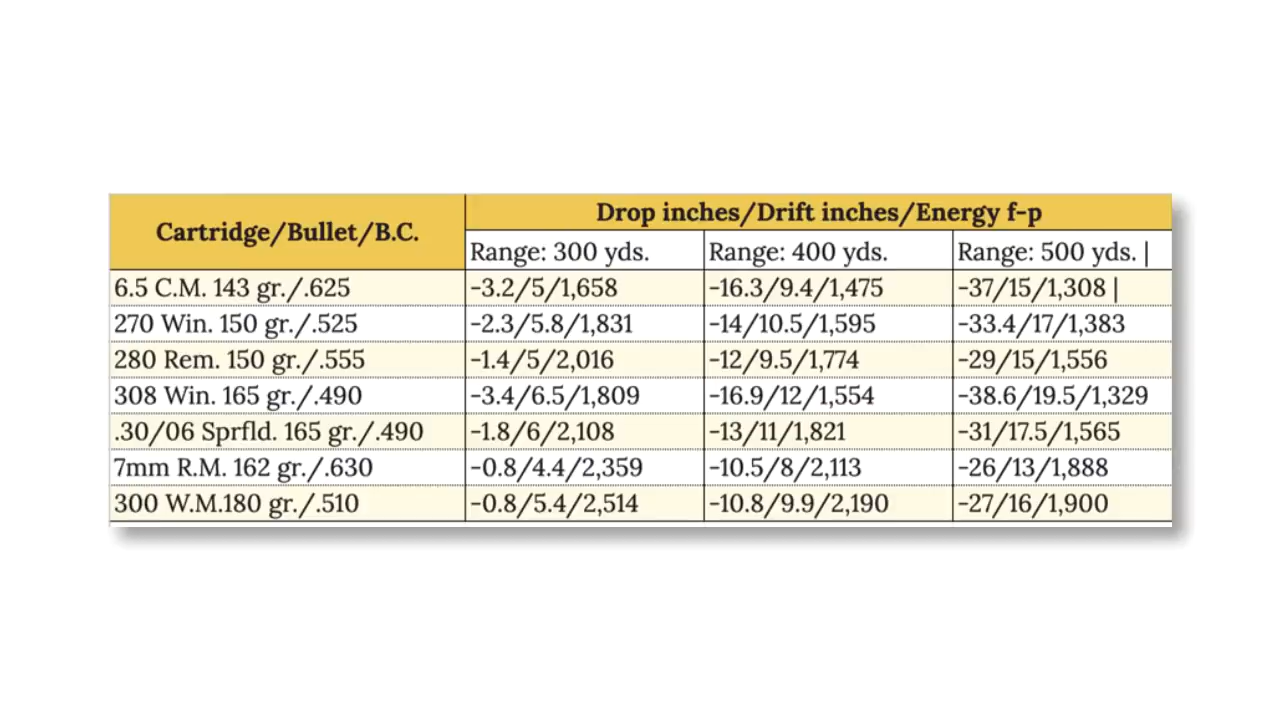 Cartridge/Bullet/B.C.
Drop inches/Drift inches/Energy f-p
Range: 300 yds. Range: 400 yds. Range: 500 yds. |
6.5 C.M. 143 gr./.625 -3.2/5/1,658 -16.3/9.4/1,475 -37/15/1,308 |
270 Win. 150 gr./.525 -2.3/5.8/1,831 -14/10.5/1,595 -33.4/17/1,383
280 Rem. 150 gr./.555 -1.4/5/2,016 -12/9.5/1,774 -29/15/1,556
308 Win. 165 gr./.490 -3.4/6.5/1,809 -16.9/12/1,554 -38.6/19.5/1,329
.30/06 Sprfld. 165 gr./.490 -1.8/6/2,108 -13/11/1,821 -31/17.5/1,565
7mm R.M. 162 gr./.630 -0.8/4.4/2,359 -10.5/8/2,113 -26/13/1,888
300 W.M.180 gr./.510 -0.8/5.4/2,514 -10.8/9.9/2,190 -27/16/1,900